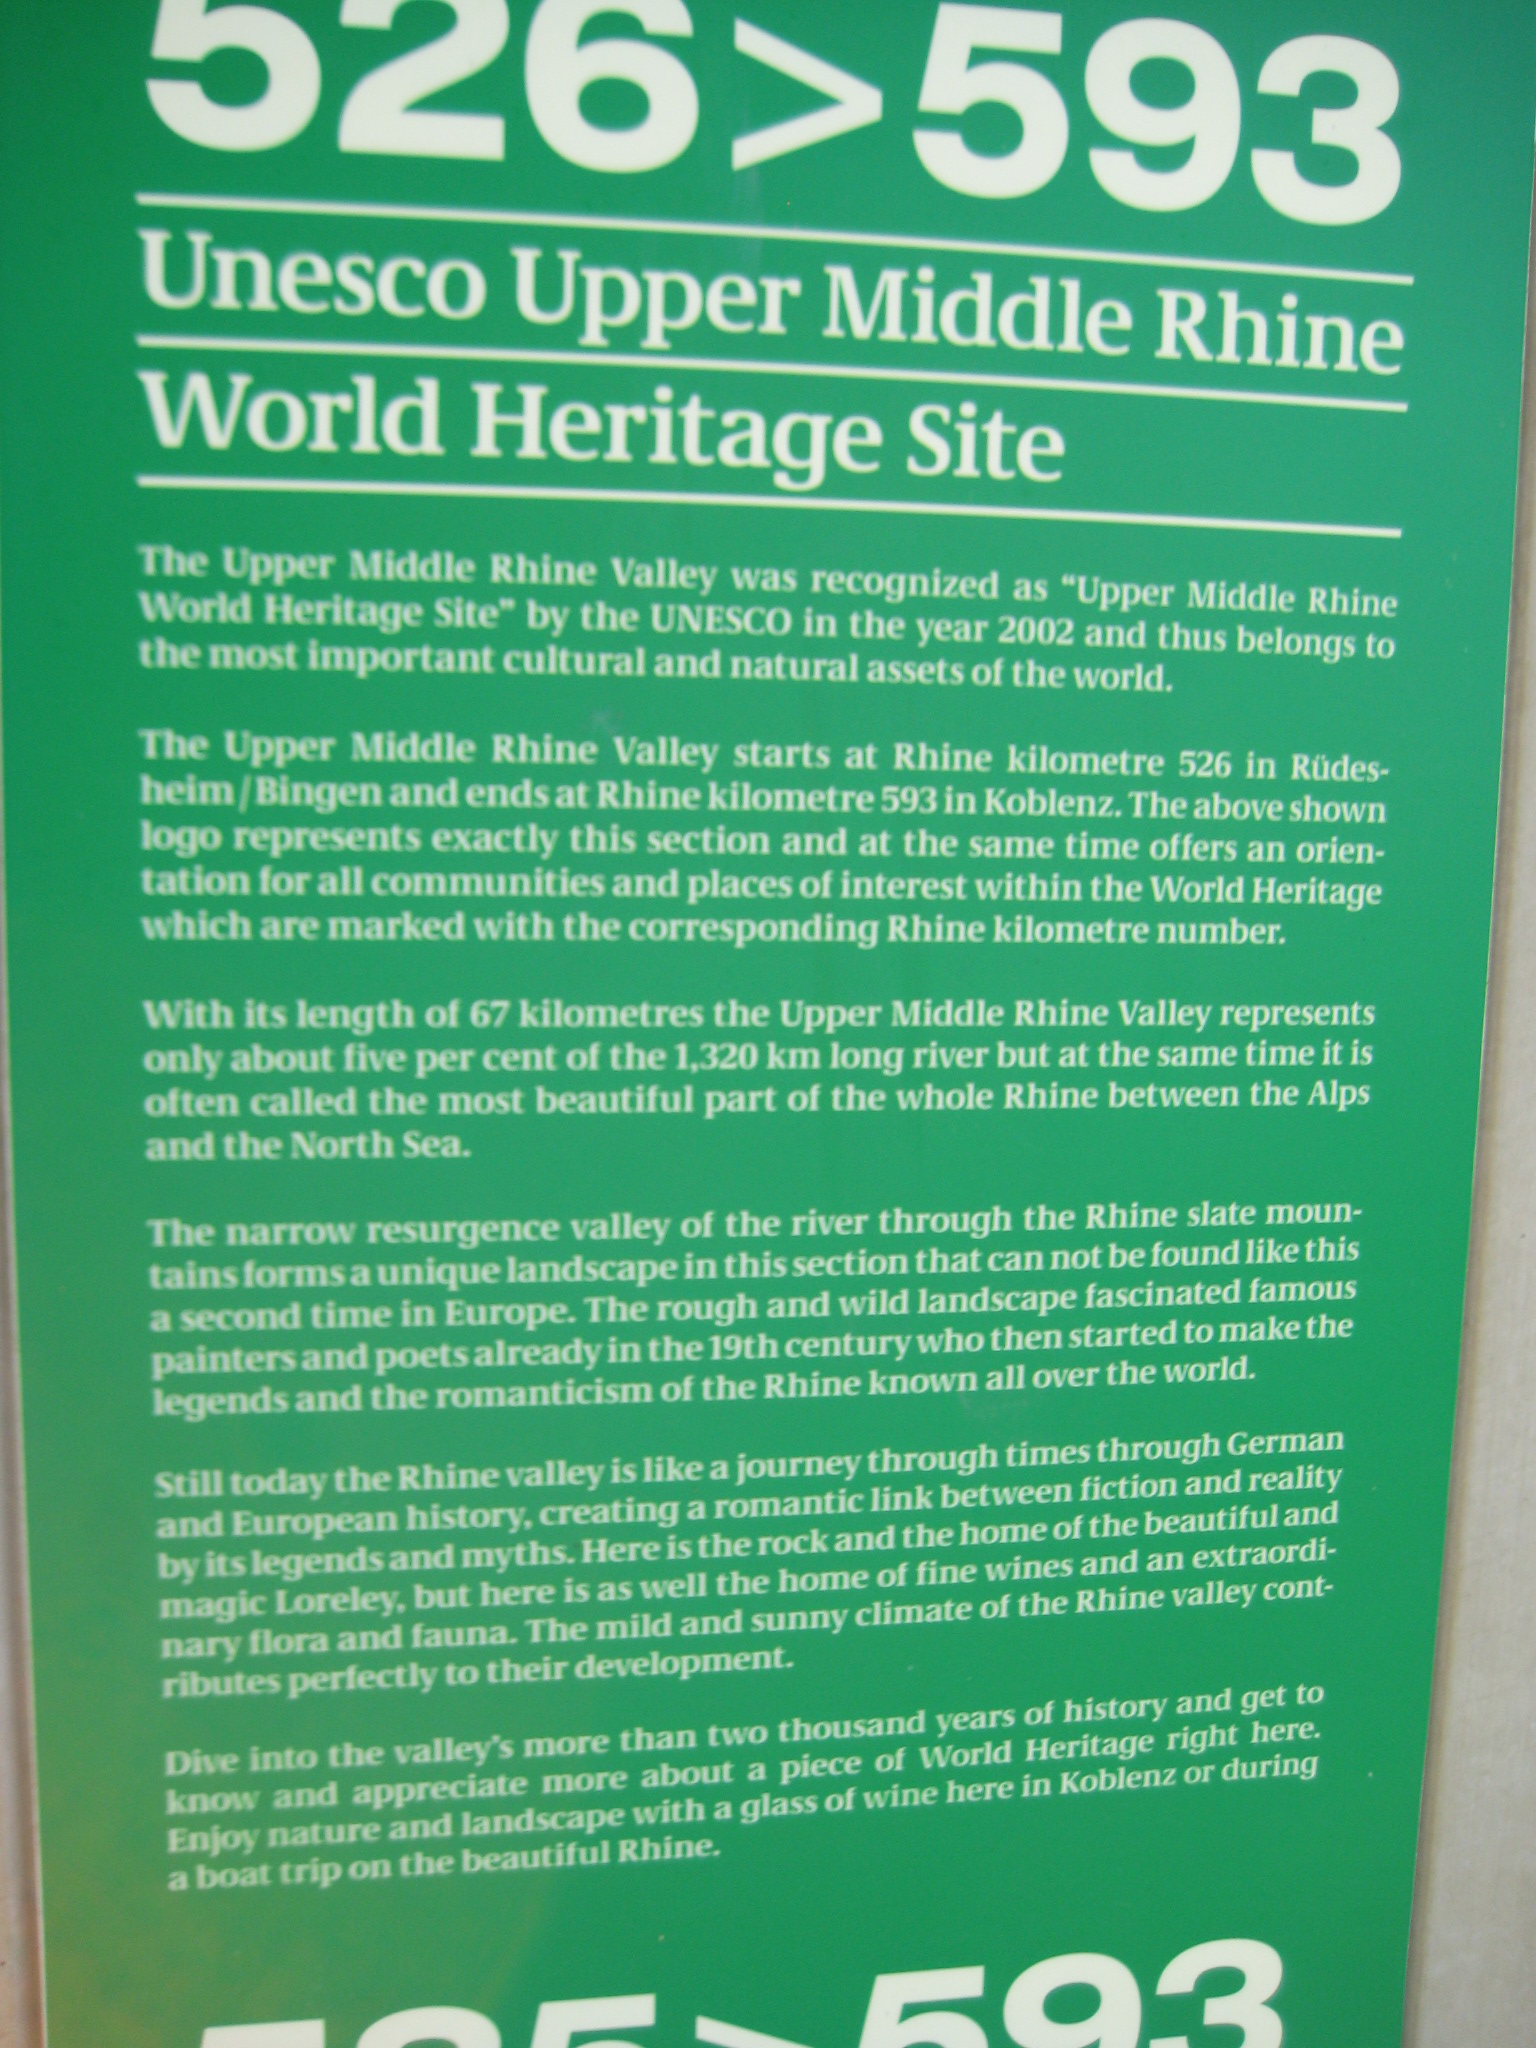 526>593
Unesco Upper Middle Rhine
World Heritage Site
The Upper Middle Rhine Valley was recognized as “Upper Middle Rhine
World Heritage Site” by the UNESCO in the year 2002 and thus belongs to
the most important cultural and natural assets of the world.
The Upper Middle Rhine Valley starts at Rhine kilometre 526 in Rüdes-
heim/Bingen and ends at Rhine kilometre 593 in Koblenz. The above shown
logo represents exactly this section and at the same time offers an orien-
tation for all communities and places of interest within the World Heritage
which are marked with the corresponding Rhine kilometre number.
With its length of 67 kilometres the Upper Middle Rhine Valley represents
only about five per cent of the 1,320 km long river but at the same time it is
often called the most beautiful part of the whole Rhine between the Alps
and the North Sea.
The narrow resurgence valley of the river through the Rhine slate moun-
tains forms a unique landscape in this section that can not be found like this
a second time in Europe. The rough and wild landscape fascinated famous
painters and poets already in the 19th century who then started to make the
legends and the romanticism of the Rhine known all over the world.
Still today the Rhine valley is like a journey through times through German
and European history, creating a romantic link between fiction and reality
by its legends and myths. Here is the rock and the home of the beautiful and
magic Loreley, but here is as well the home of fine wines and an extraordi-
nary flora and fauna. The mild and sunny climate of the Rhine valley cont-
ributes perfectly to their development.
Dive into the valley’s more than two thousand years of history and get to
know and appreciate more about a piece of World Heritage right here.
Enjoy nature and landscape with a glass of wine here in Koblenz or during
a boat trip on the beautiful Rhine.
>593